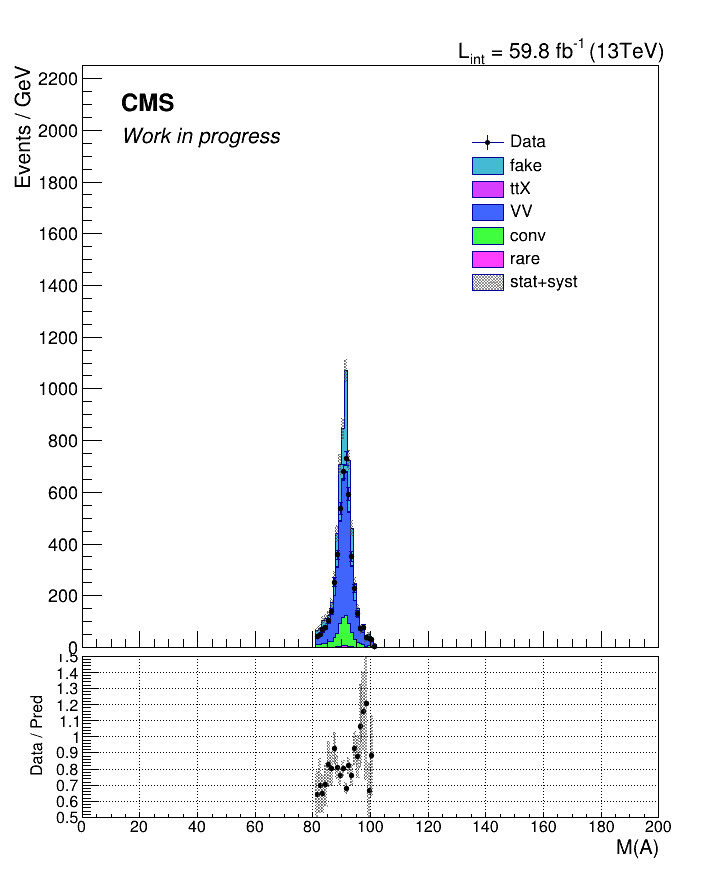 L_int = 59.8 fb^-1 (13TeV)
Events / GeV
2200
2000
1800
1600
1400
1200
1000
800
600
400
200
0
CMS
Work in progress
Data
fake
ttX
VV
conv
rare
stat+syst
Data / Pred
1.5
1.4
1.3
1.2
1.1
1
0.9
0.8
0.7
0.6
0.5
0 20 40 60 80 100 120 140 160 180 200
M(A)